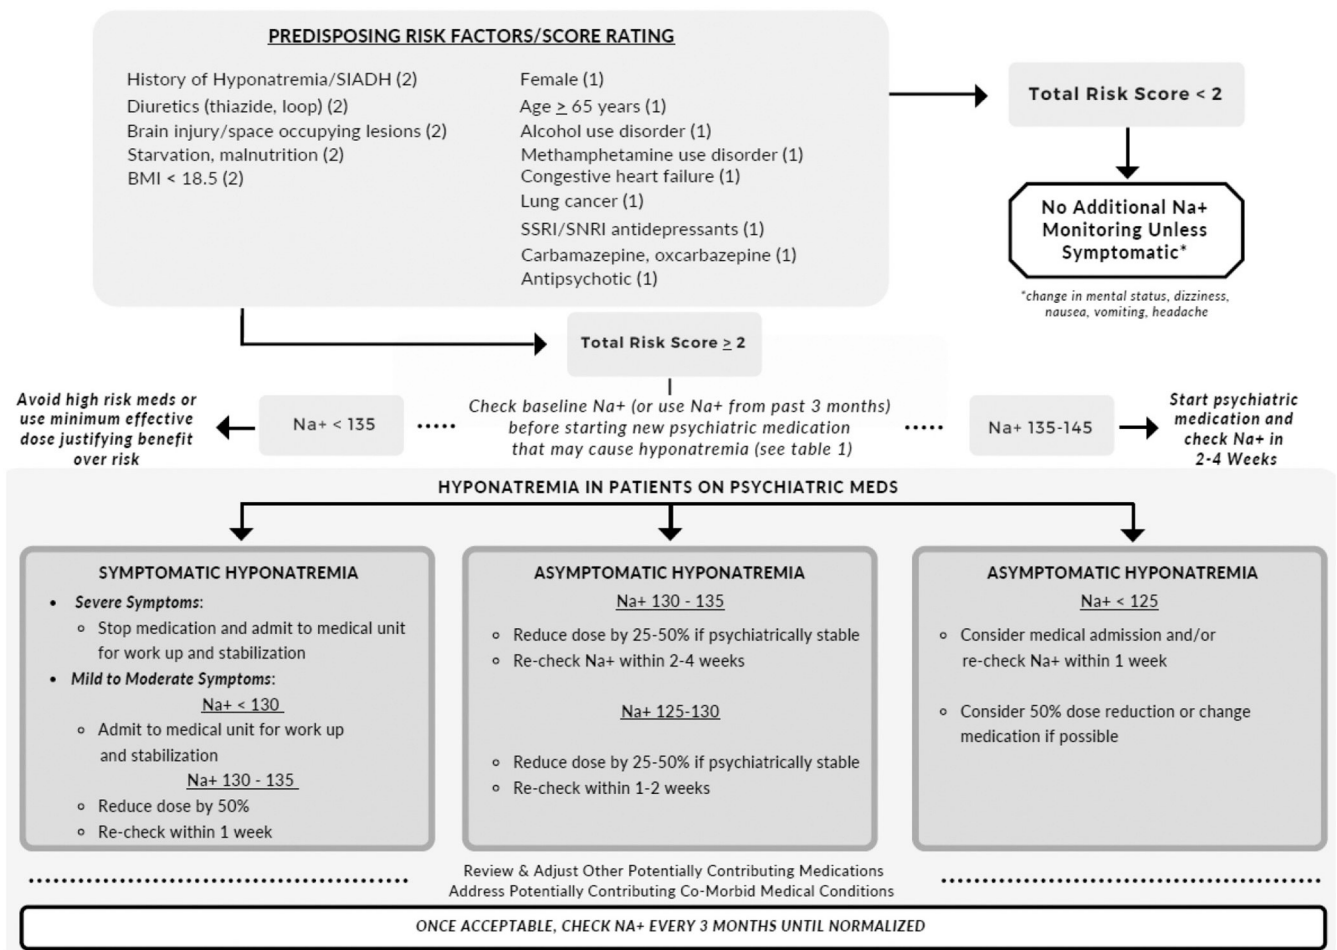 PREDISPOSING RISK FACTORS/SCORE RATING
History of Hyponatremia/SIADH (2)
Diuretics (thiazide, loop) (2)
Brain injury/space occupying lesions (2)
Starvation, malnutrition (2)
BMI < 18.5 (2)
Female (1)
Age ≥ 65 years (1)
Alcohol use disorder (1)
Methamphetamine use disorder (1)
Congestive heart failure (1)
Lung cancer (1)
SSRI/SNRI antidepressants (1)
Carbamazepine, oxcarbazepine (1)
Antipsychotic (1)
Total Risk Score < 2
No Additional Na+
Monitoring Unless
Symptomatic*
*change in mental status, dizziness,
nausea, vomiting, headache
Total Risk Score ≥ 2
Avoid high risk meds or
use minimum effective
dose justifying benefit
over risk
Na+ < 135
Check baseline Na+ (or use Na+ from past 3 months)
before starting new psychiatric medication
that may cause hyponatremia (see table 1)
Na+ 135-145
Start psychiatric
medication and
check Na+ in
2-4 Weeks
HYPONATREMIA IN PATIENTS ON PSYCHIATRIC MEDS
SYMPTOMATIC HYPONATREMIA
• Severe Symptoms:
◦ Stop medication and admit to medical unit
for work up and stabilization
• Mild to Moderate Symptoms:
Na+ < 130
◦ Admit to medical unit for work up
and stabilization
Na+ 130 - 135
◦ Reduce dose by 50%
◦ Re-check within 1 week
ASYMPTOMATIC HYPONATREMIA
Na+ 130 - 135
◦ Reduce dose by 25-50% if psychiatrically stable
◦ Re-check Na+ within 2-4 weeks
Na+ 125-130
◦ Reduce dose by 25-50% if psychiatrically stable
◦ Re-check within 1-2 weeks
ASYMPTOMATIC HYPONATREMIA
Na+ < 125
◦ Consider medical admission and/or
re-check Na+ within 1 week
◦ Consider 50% dose reduction or change
medication if possible
Review & Adjust Other Potentially Contributing Medications
Address Potentially Contributing Co-Morbid Medical Conditions
ONCE ACCEPTABLE, CHECK NA+ EVERY 3 MONTHS UNTIL NORMALIZED